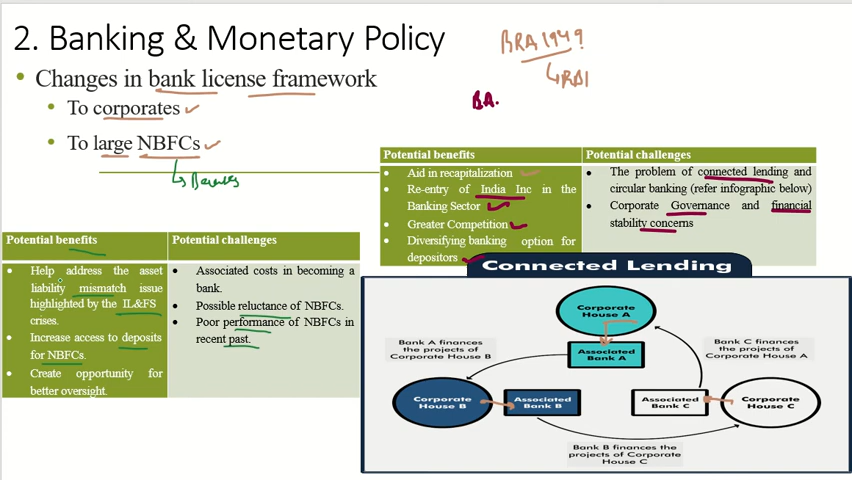 2. Banking & Monetary Policy
BRA 1949?
↳RBI
• Changes in bank license framework
BA.
• To corporates ✓
• To large NBFCs ✓
↳ Banks
Potential benefits
• Aid in recapitalization
• Re-entry of India Inc in the
Banking Sector
• Greater Competition
• Diversifying banking option for
depositors
Potential challenges
• The problem of connected lending and
circular banking (refer infographic below)
• Corporate Governance and financial
stability concerns
Potential benefits
• Help address the asset
liability mismatch issue
highlighted by the IL&FS
crises.
• Increase access to deposits
for NBFCs.
• Create opportunity for
better oversight.
Potential challenges
• Associated costs in becoming a
bank.
• Possible reluctance of NBFCs.
• Poor performance of NBFCs in
recent past.
Connected Lending
Corporate
House A
Associated
Bank A
Bank A finances
the projects of
Corporate House B
Bank C finances
the projects of
Corporate House A
Corporate
House B
Associated
Bank B
Associated
Bank C
Corporate
House C
Bank B finances the
projects of Corporate
House C